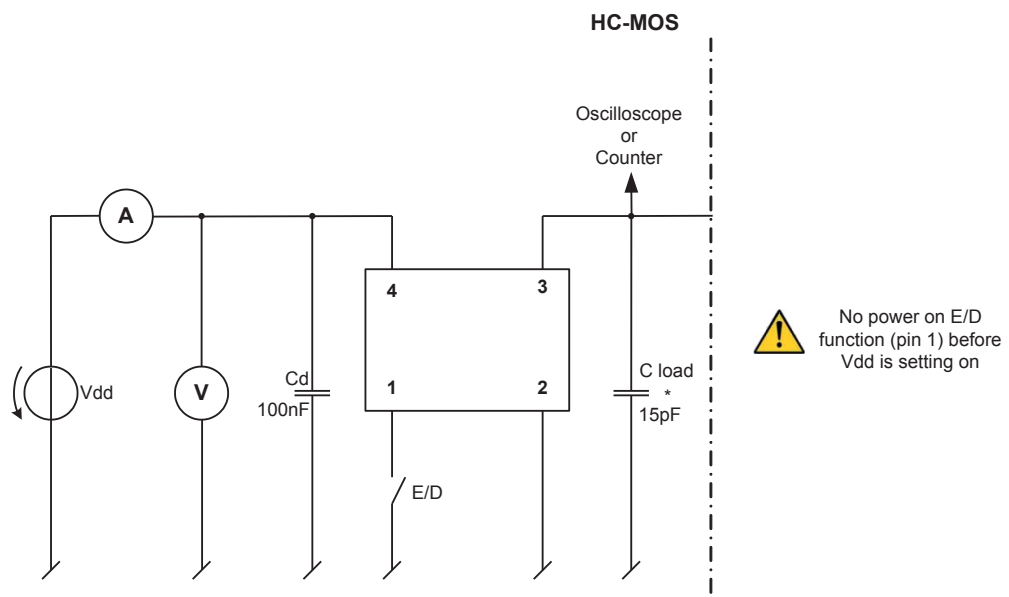 HC-MOS
Oscilloscope
or
Counter
A
4
3
No power on E/D
function (pin 1) before
Vdd is setting on
Vdd
V
Cd
100nF
1
2
C load
*
15pF
E/D